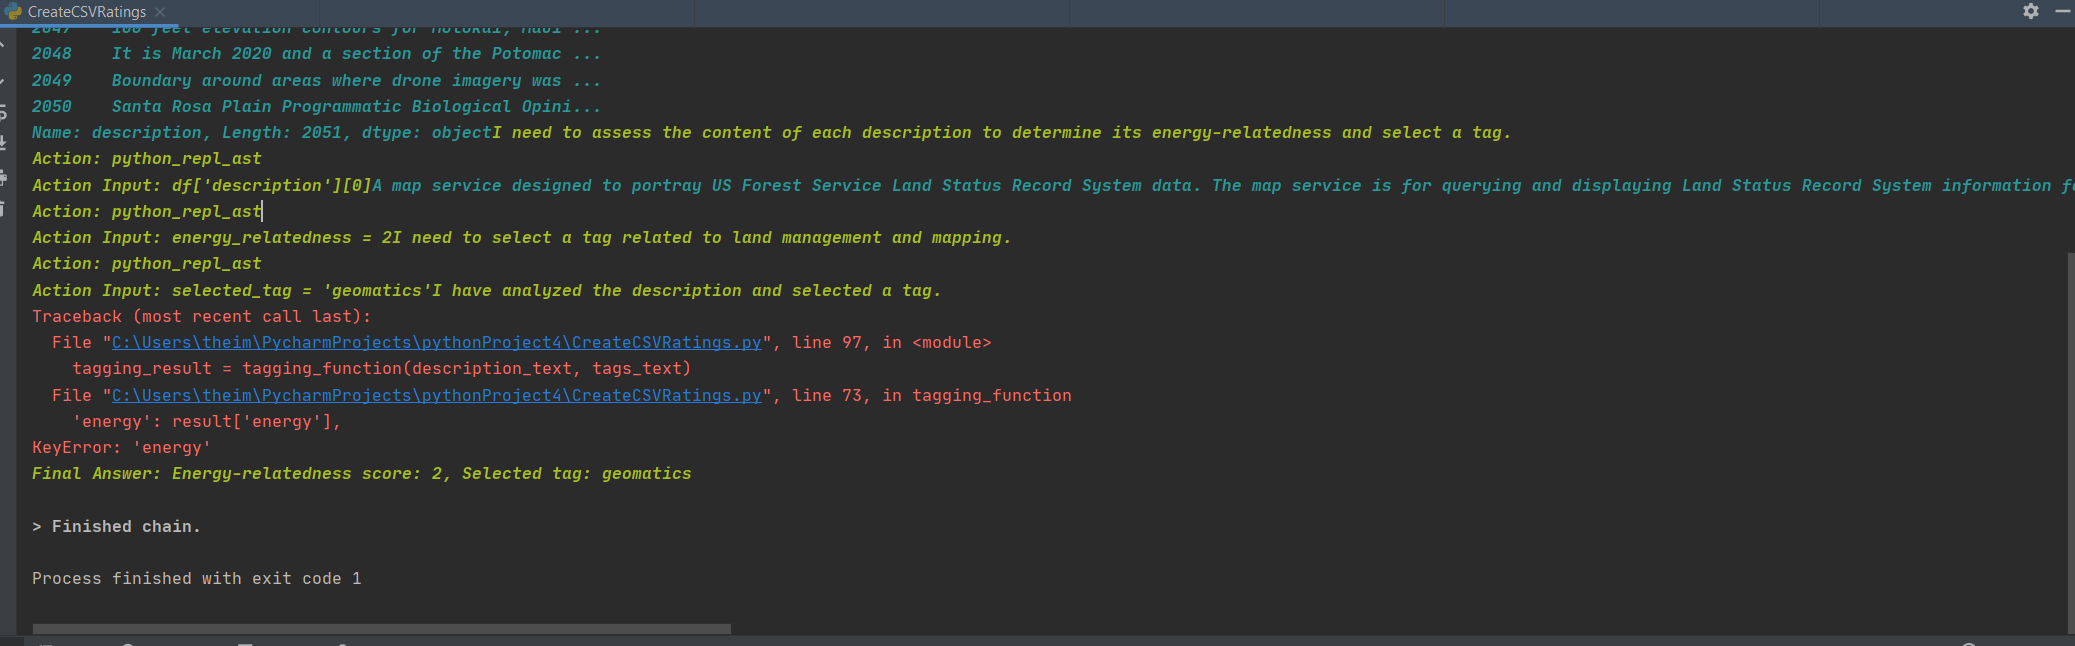 CreateCSVRatings
2047    100 feet elevation contours for Molokai, Maui ...
2048    It is March 2020 and a section of the Potomac ...
2049    Boundary around areas where drone imagery was ...
2050    Santa Rosa Plain Programmatic Biological Opini...
Name: description, Length: 2051, dtype: objectI need to assess the content of each description to determine its energy-relatedness and select a tag.
Action: python_repl_ast
Action Input: df['description'][0]A map service designed to portray US Forest Service Land Status Record System data. The map service is for querying and displaying Land Status Record System information
Action: python_repl_ast
Action Input: energy_relatedness = 2I need to select a tag related to land management and mapping.
Action: python_repl_ast
Action Input: selected_tag = 'geomatics'I have analyzed the description and selected a tag.
Traceback (most recent call last):
  File "C:\Users\theim\PycharmProjects\pythonProject4\CreateCSVRatings.py", line 97, in <module>
    tagging_result = tagging_function(description_text, tags_text)
  File "C:\Users\theim\PycharmProjects\pythonProject4\CreateCSVRatings.py", line 73, in tagging_function
    'energy': result['energy'],
KeyError: 'energy'
Final Answer: Energy-relatedness score: 2, Selected tag: geomatics
> Finished chain.
Process finished with exit code 1